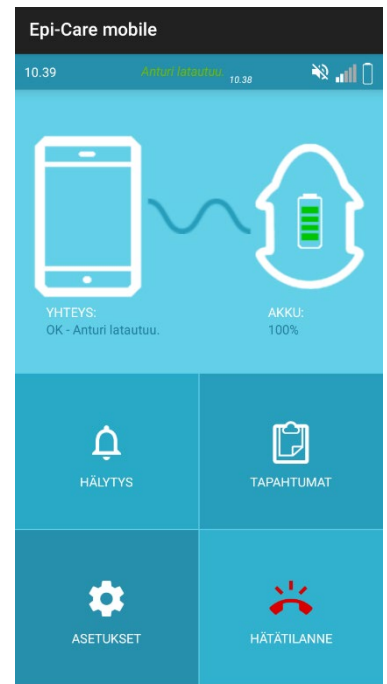 Epi-Care mobile
10.39 Anturi latautuu. 10.38
YHTEYS:
OK - Anturi latautuu.
AKKU:
100%
HÄLYTYS
TAPAHTUMAT
ASETUKSET
HÄTÄTILANNE